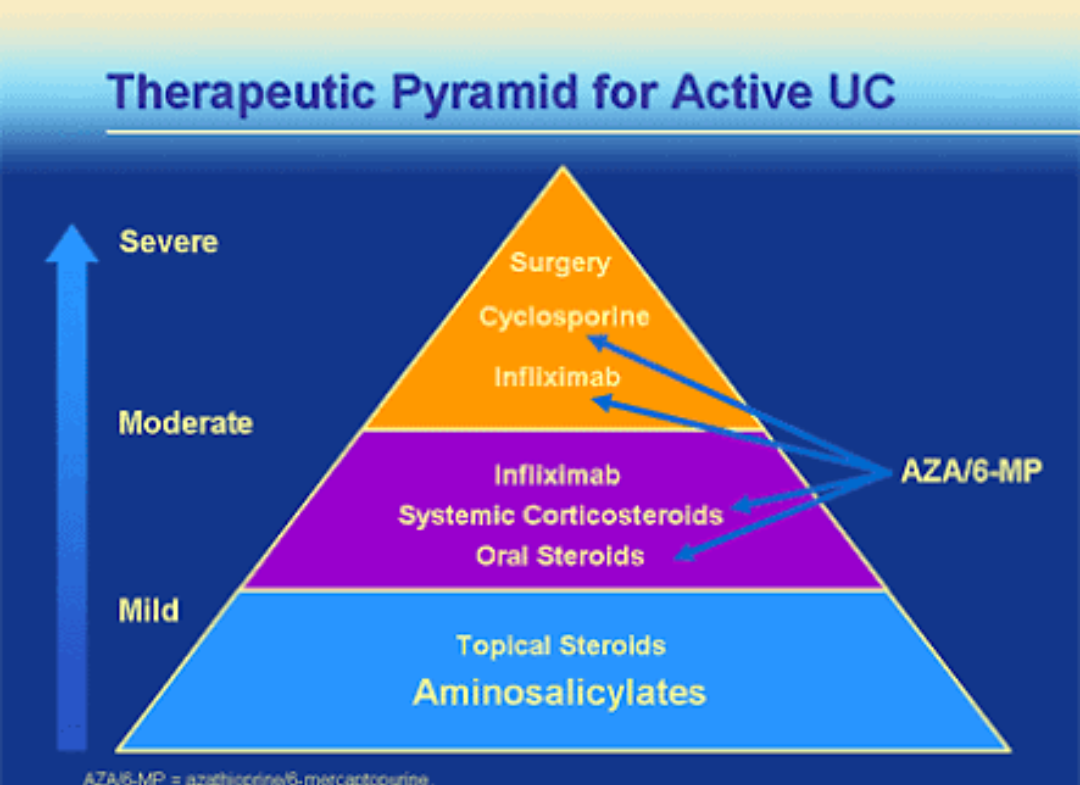 Therapeutic Pyramid for Active UC
Severe
Surgery
Cyclosporine
Infliximab
Moderate
Infliximab
AZA/6-MP
Systemic Corticosteroids
Oral Steroids
Mild
Topical Steroids
Aminosalicylates
AZA/6-MP = azathioprine/6-mercaptopurine.